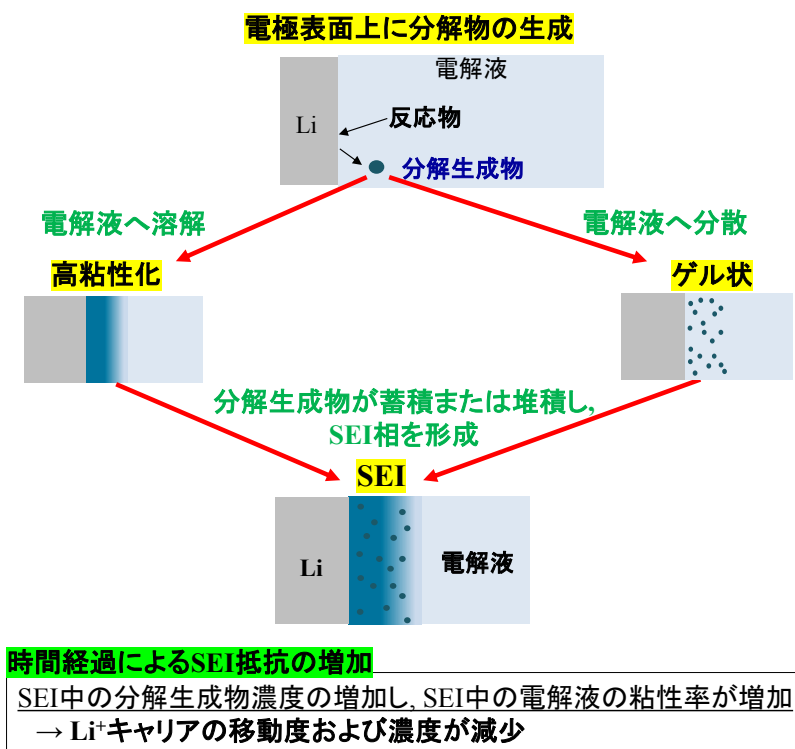 電極表面上に分解物の生成
電解液
Li
反応物
分解生成物
電解液へ溶解
電解液へ分散
高粘性化
ゲル状
分解生成物が蓄積または堆積し,
SEI相を形成
SEI
Li
電解液
時間経過によるSEI抵抗の増加
SEI中の分解生成物濃度の増加し, SEI中の電解液の粘性率が増加
→ Li⁺キャリアの移動度および濃度が減少